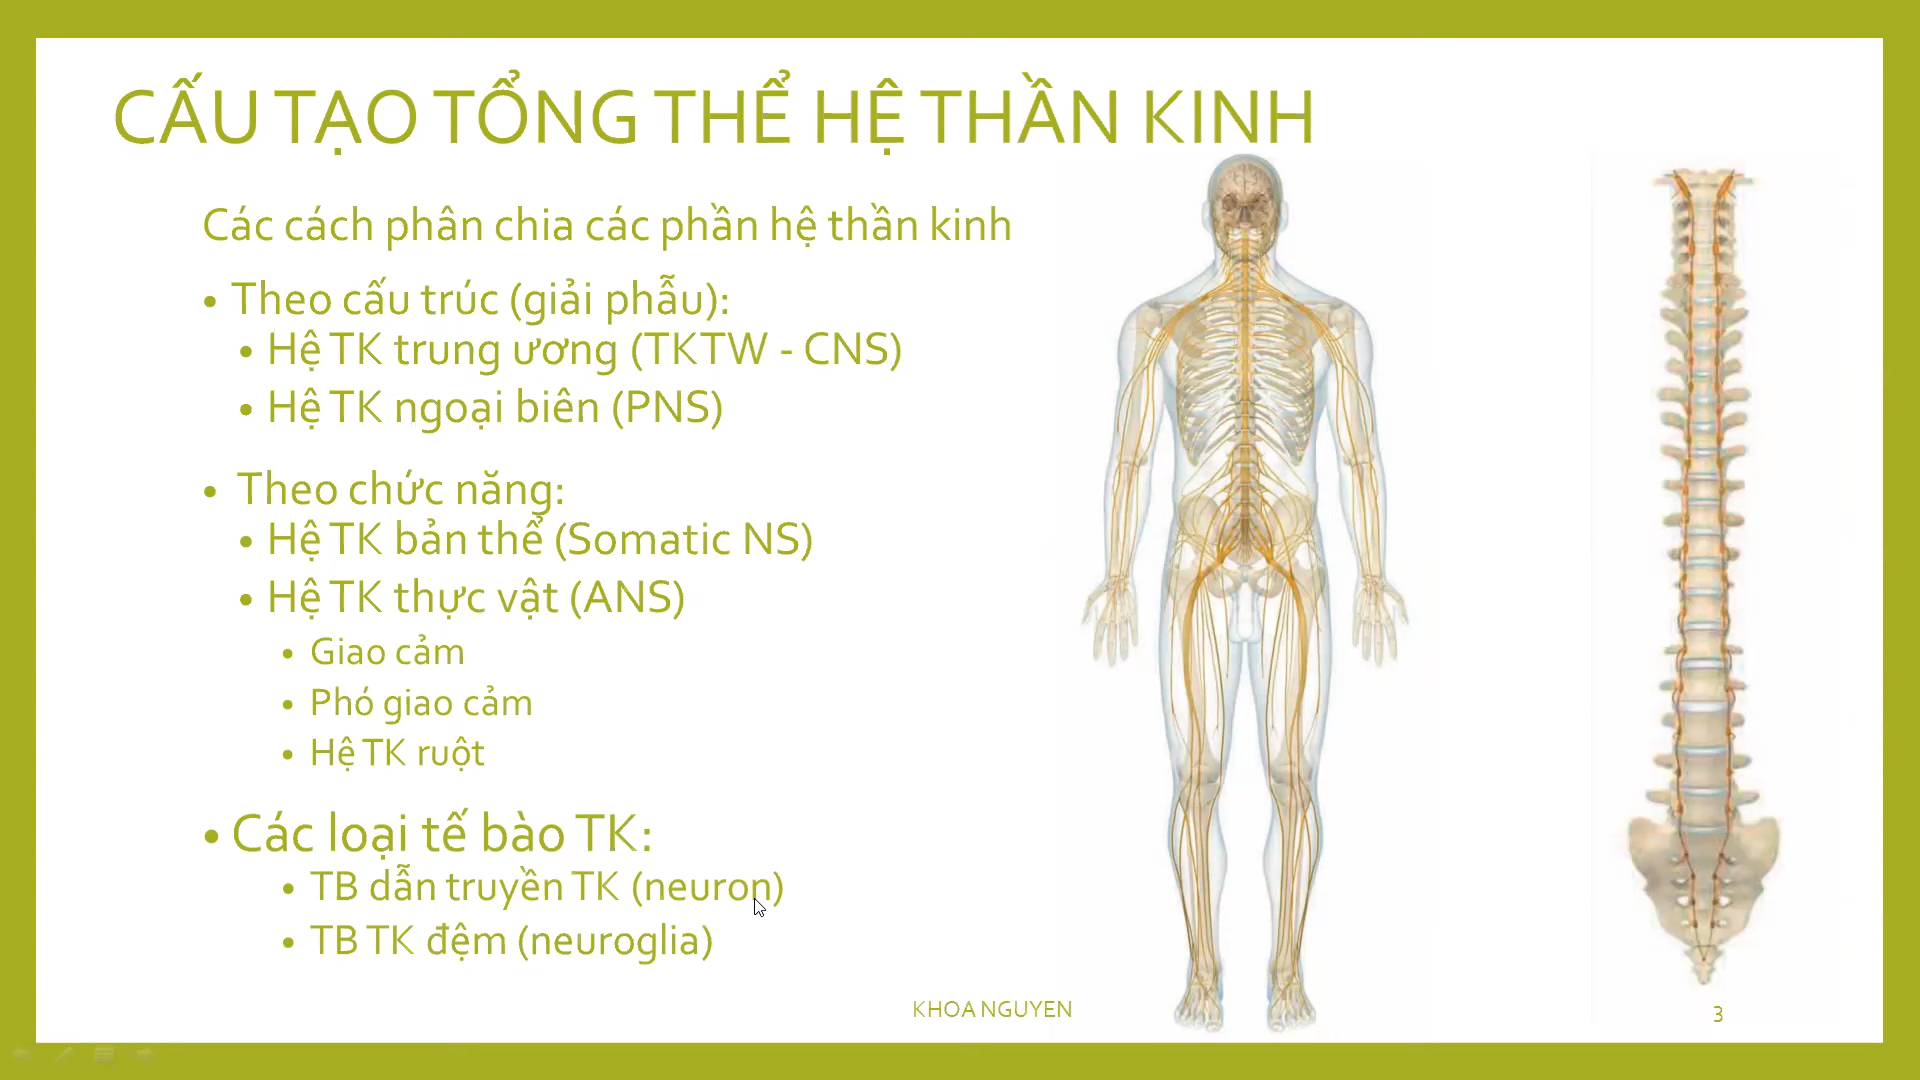 CẤU TẠO TỔNG THỂ HỆ THẦN KINH
Các cách phân chia các phần hệ thần kinh
• Theo cấu trúc (giải phẫu):
• Hệ TK trung ương (TKTW - CNS)
• Hệ TK ngoại biên (PNS)
• Theo chức năng:
• Hệ TK bản thể (Somatic NS)
• Hệ TK thực vật (ANS)
• Giao cảm
• Phó giao cảm
• Hệ TK ruột
• Các loại tế bào TK:
• TB dẫn truyền TK (neuron)
• TB TK đệm (neuroglia)
KHOA NGUYEN
3